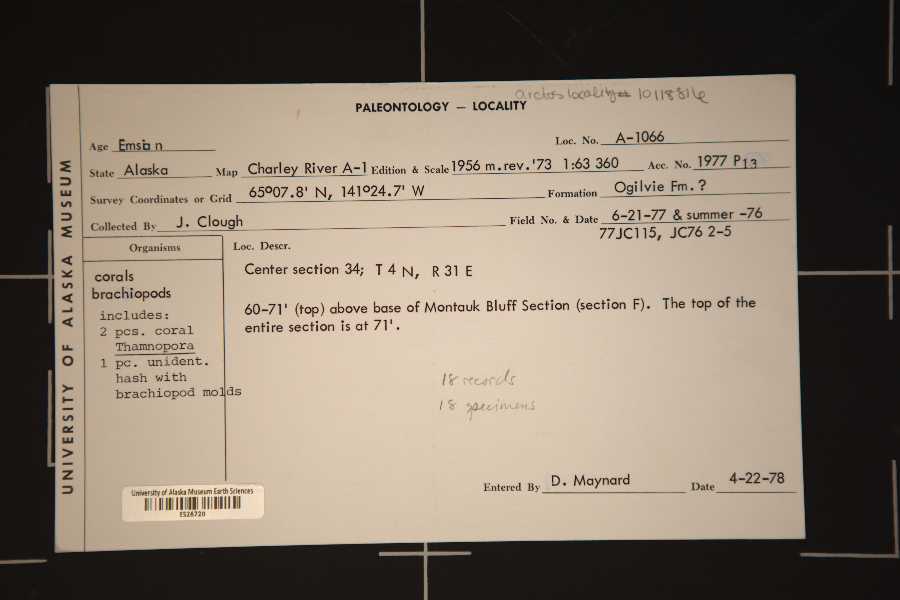 arctos locality# 10118816
PALEONTOLOGY — LOCALITY
Age Emsian Loc. No. A-1066
State Alaska Map Charley River A-1 Edition & Scale 1956 m.rev.'73 1:63 360 Acc. No. 1977 P13
Survey Coordinates or Grid 65º07.8' N, 141º24.7' W Formation Ogilvie Fm.?
Collected By J. Clough Field No. & Date 6-21-77 & summer -76
77JC115, JC76 2-5
Organisms
corals
brachiopods
includes:
2 pcs. coral
Thamnopora
1 pc. unident.
hash with
brachiopod molds
Loc. Descr.
Center section 34; T 4 N, R 31 E
60-71' (top) above base of Montauk Bluff Section (section F). The top of the
entire section is at 71'.
18 records
18 specimens
Entered By D. Maynard Date 4-22-78
University of Alaska Museum Earth Sciences
ES26720
UNIVERSITY OF ALASKA MUSEUM